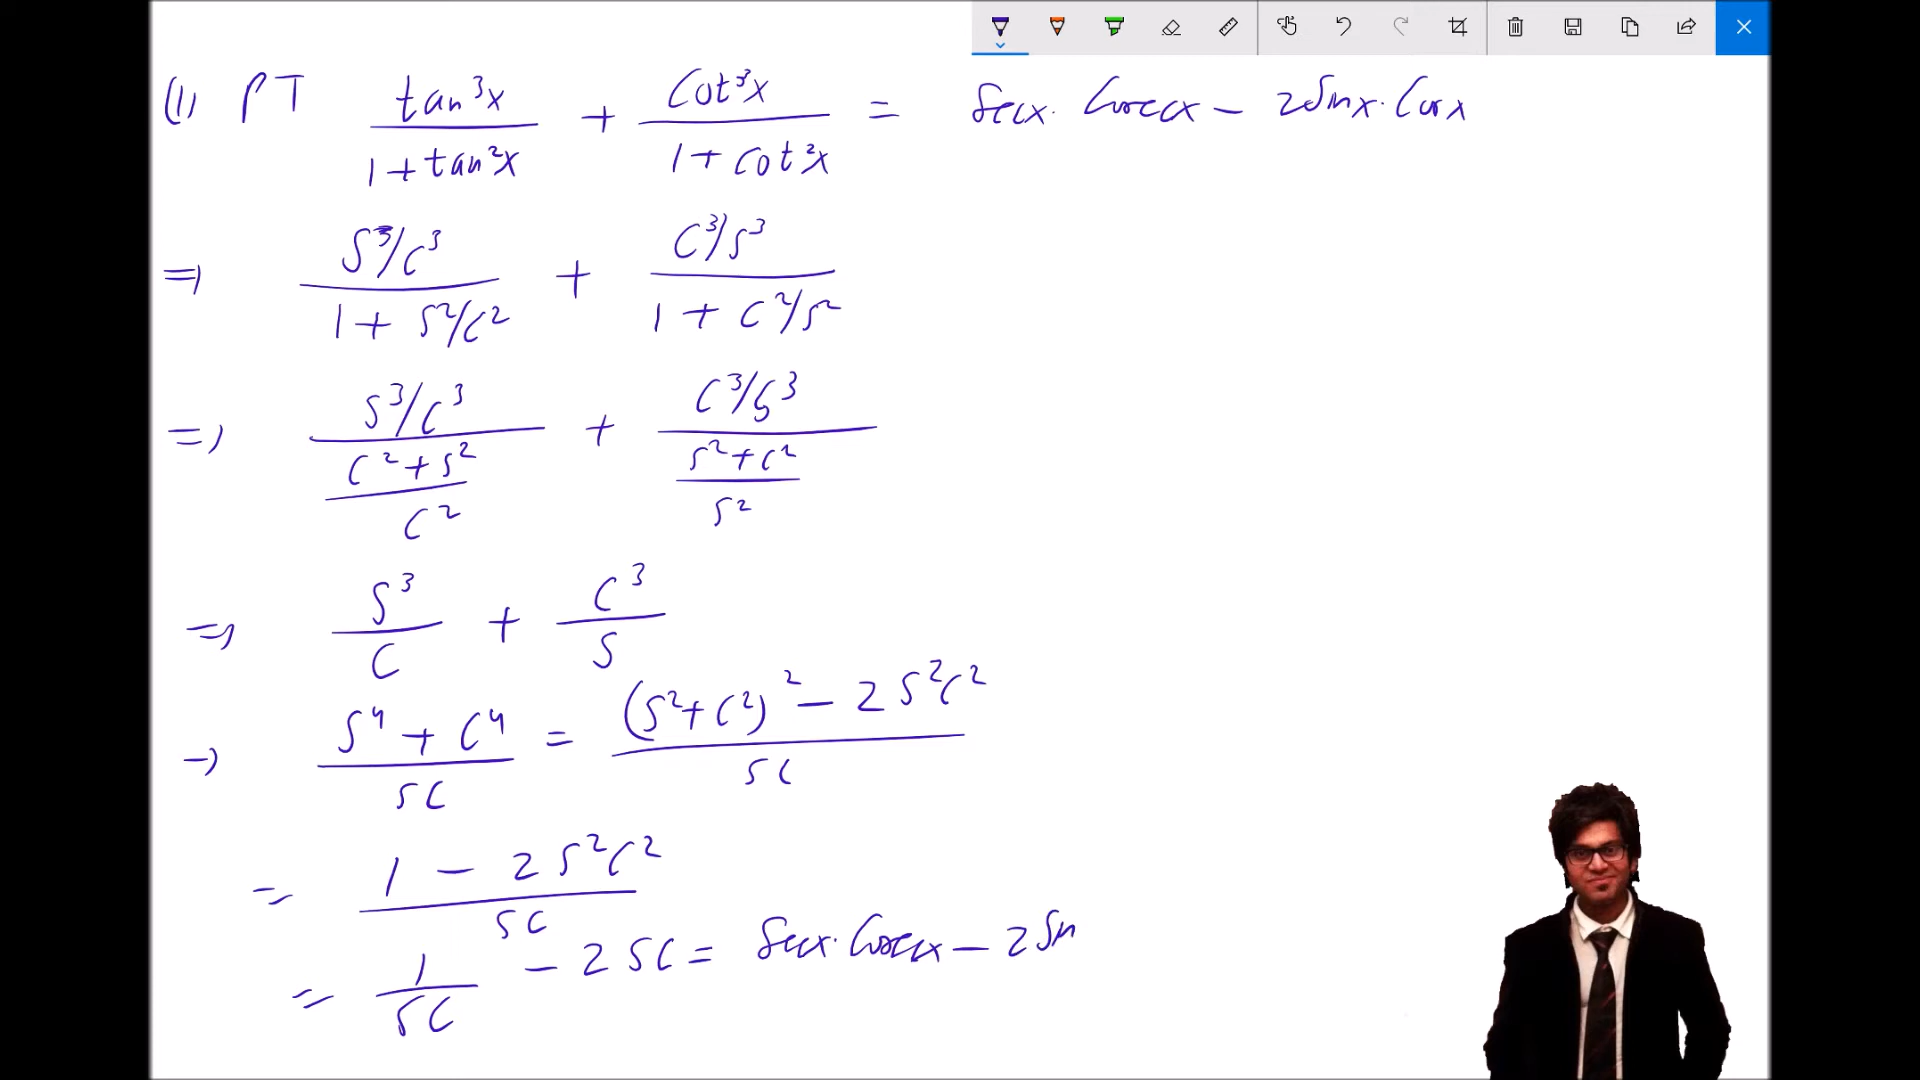 (1) PT tan³x/(1+tan²x) + Cot³x/(1+cot²x) = Secx. Cosecx – 2Sinx. Cosx
=> (S³/C³)/(1+S²/C²) + (C³/S³)/(1+C²/S²)
=> (S³/C³)/((C²+S²)/C²) + (C³/S³)/((S²+C²)/S²)
=> S³/C + C³/S
→ (S⁴+C⁴)/SC = ((S²+C²)² – 2S²C²)/SC
= (1 – 2S²C²)/SC
= 1/SC – 2SC = Secx. Cosecx – 2Sin